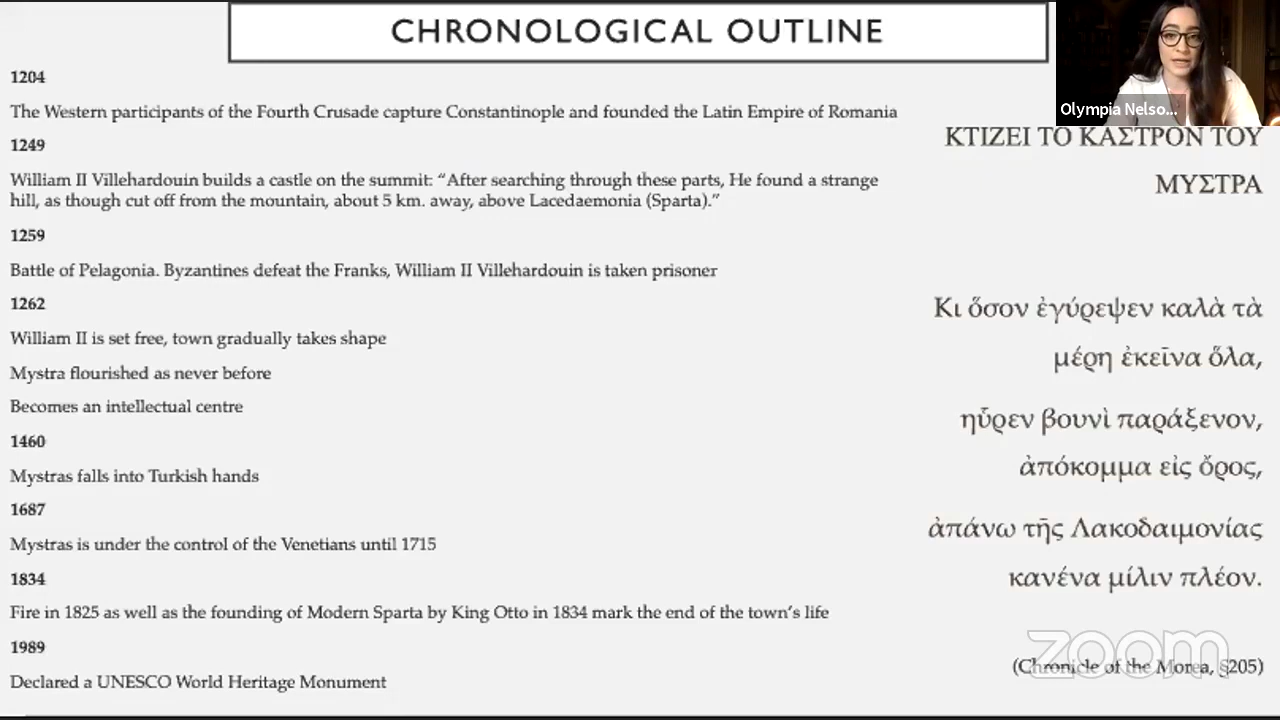 CHRONOLOGICAL OUTLINE
Olympia Nelso...
1204
The Western participants of the Fourth Crusade capture Constantinople and founded the Latin Empire of Romania
1249
William II Villehardouin builds a castle on the summit: “After searching through these parts, He found a strange
hill, as though cut off from the mountain, about 5 km. away, above Lacedaemonia (Sparta).”
1259
Battle of Pelagonia. Byzantines defeat the Franks, William II Villehardouin is taken prisoner
1262
William II is set free, town gradually takes shape
Mystra flourished as never before
Becomes an intellectual centre
1460
Mystras falls into Turkish hands
1687
Mystras is under the control of the Venetians until 1715
1834
Fire in 1825 as well as the founding of Modern Sparta by King Otto in 1834 mark the end of the town’s life
1989
Declared a UNESCO World Heritage Monument
ΚΤΙΖΕΙ ΤΟ ΚΑΣΤΡΟΝ ΤΟΥ
ΜΥΣΤΡΑ
Κι ὅσον ἐγύρεψεν καλὰ τὰ
μέρη ἐκεῖνα ὅλα,
ηὗρεν βουνὶ παράξενον,
ἀπόκομμα εἰς ὄρος,
ἀπάνω τῆς Λακοδαιμονίας
κανένα μίλιν πλέον.
(Chronicle of the Morea, §205)
zoom